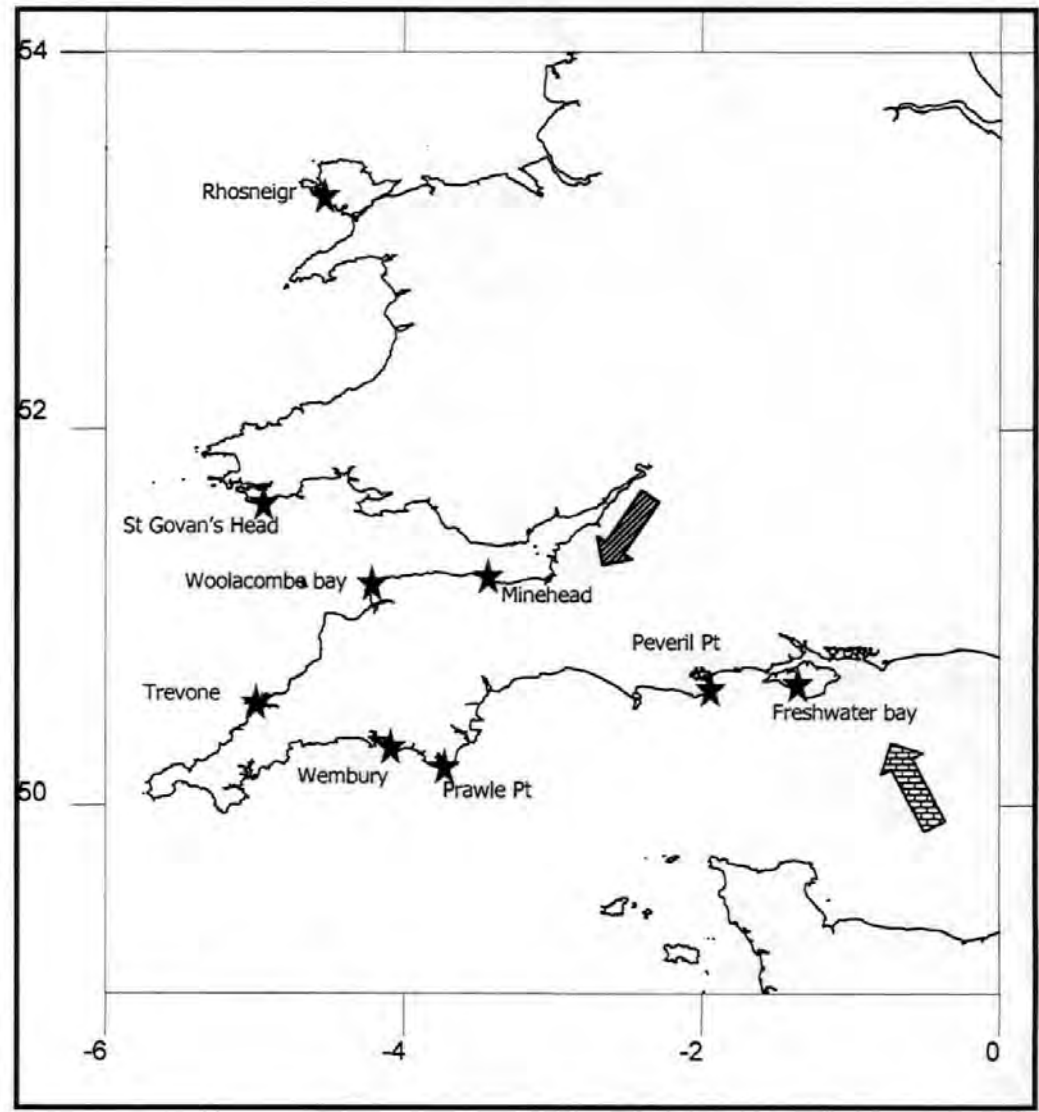 54
Rhosneigr
52
St Govan's Head
Woolacombe bay
Minehead
Peveril Pt
Trevone
Freshwater bay
Wembury
Prawle Pt
50
-6
-4
-2
0